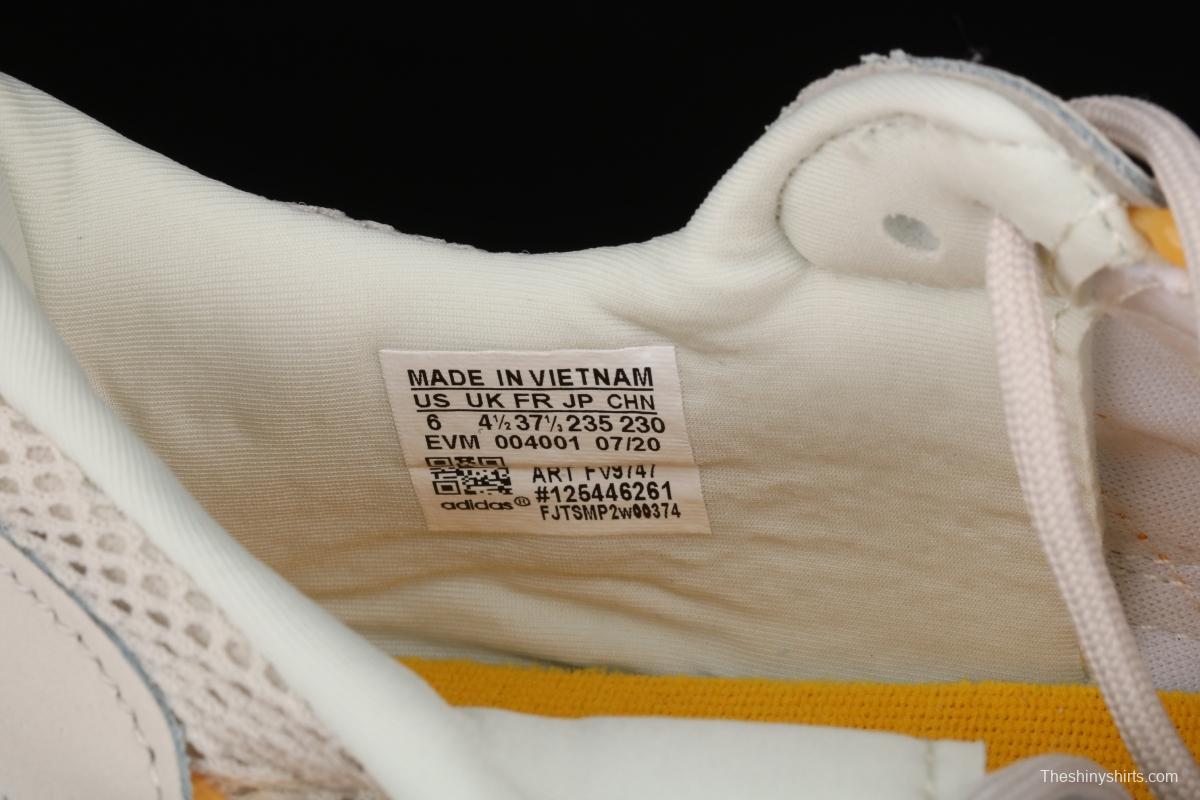 MADE IN VIETNAM
US UK FR JP CHN
6 4½ 37⅓ 235 230
EVM 004001 07/20
ART FV9747
#125446261
adidas®
FJTSMP2w00374
Theshinyshirts.com